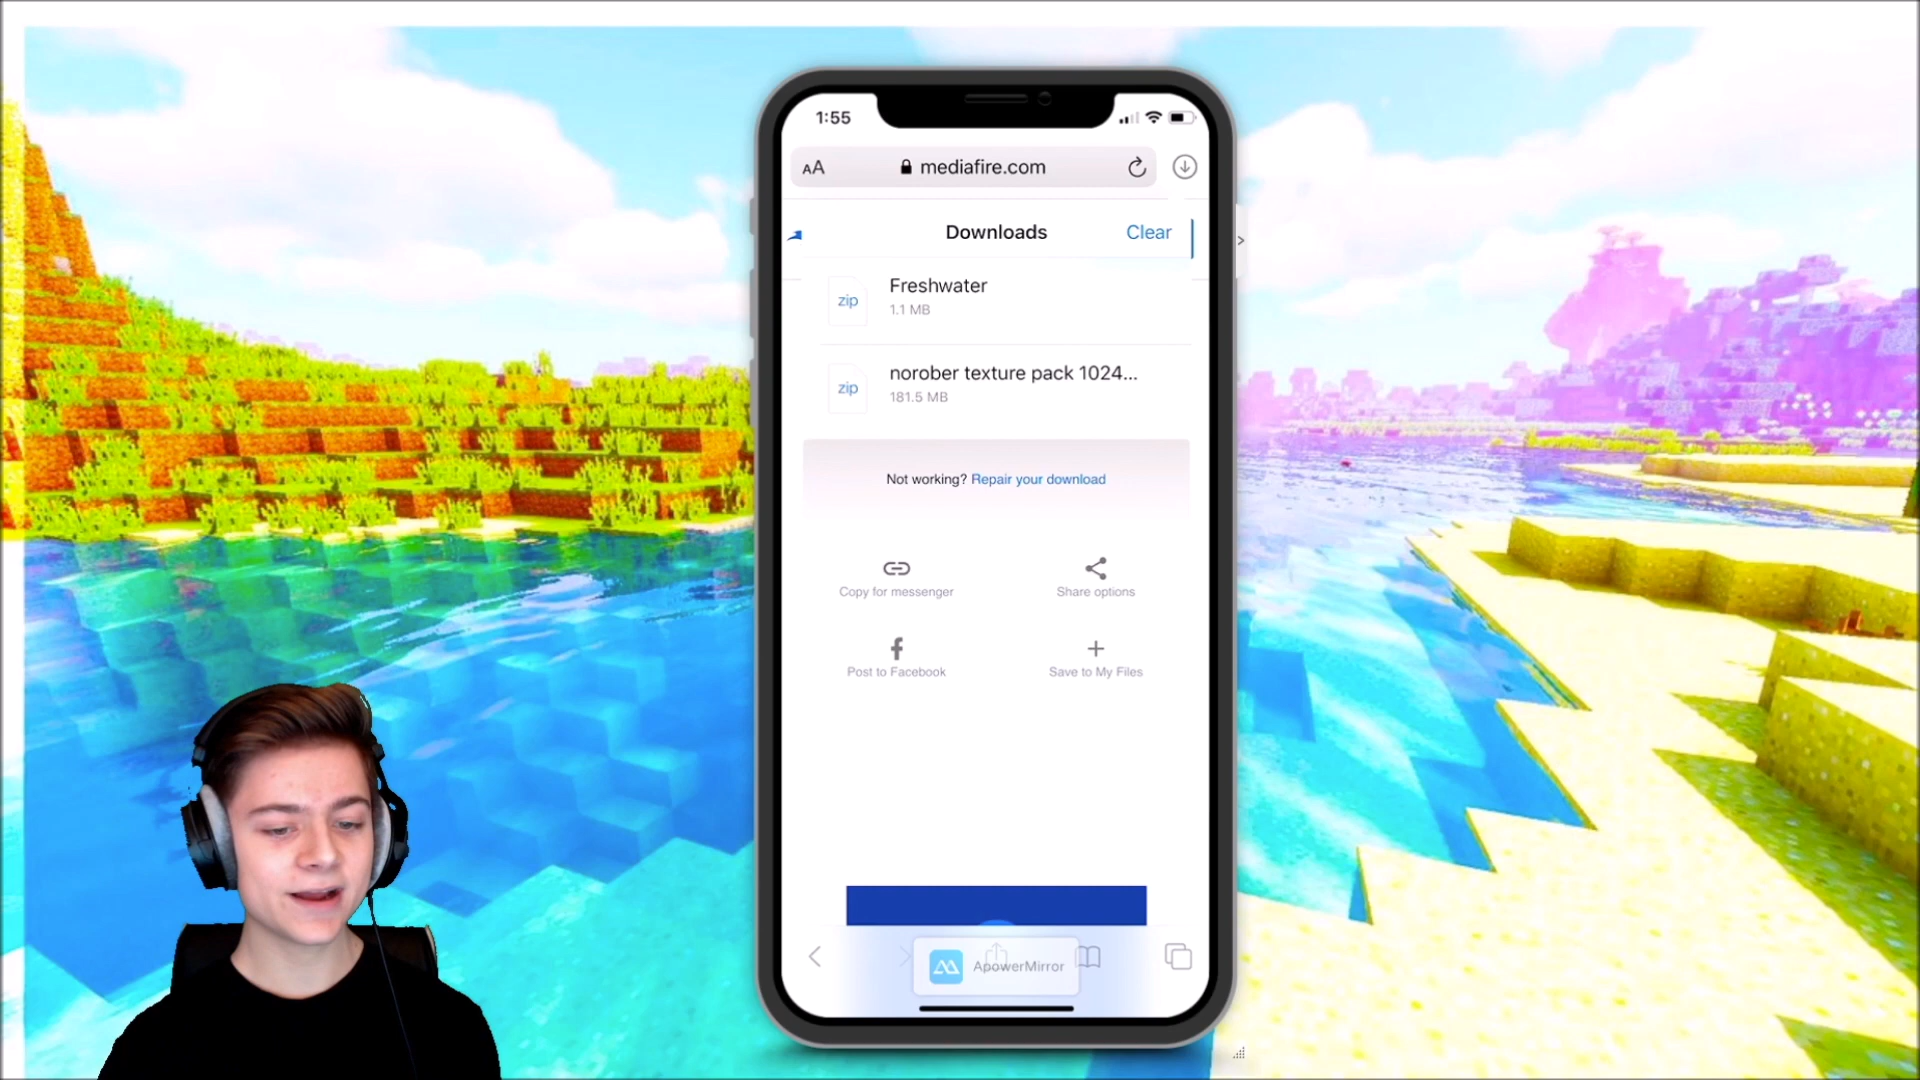 1:55
AA mediafire.com
Downloads Clear
>
zip Freshwater
1.1 MB
zip norober texture pack 1024...
181.5 MB
Not working? Repair your download
Copy for messenger Share options
Post to Facebook Save to My Files
ApowerMirror